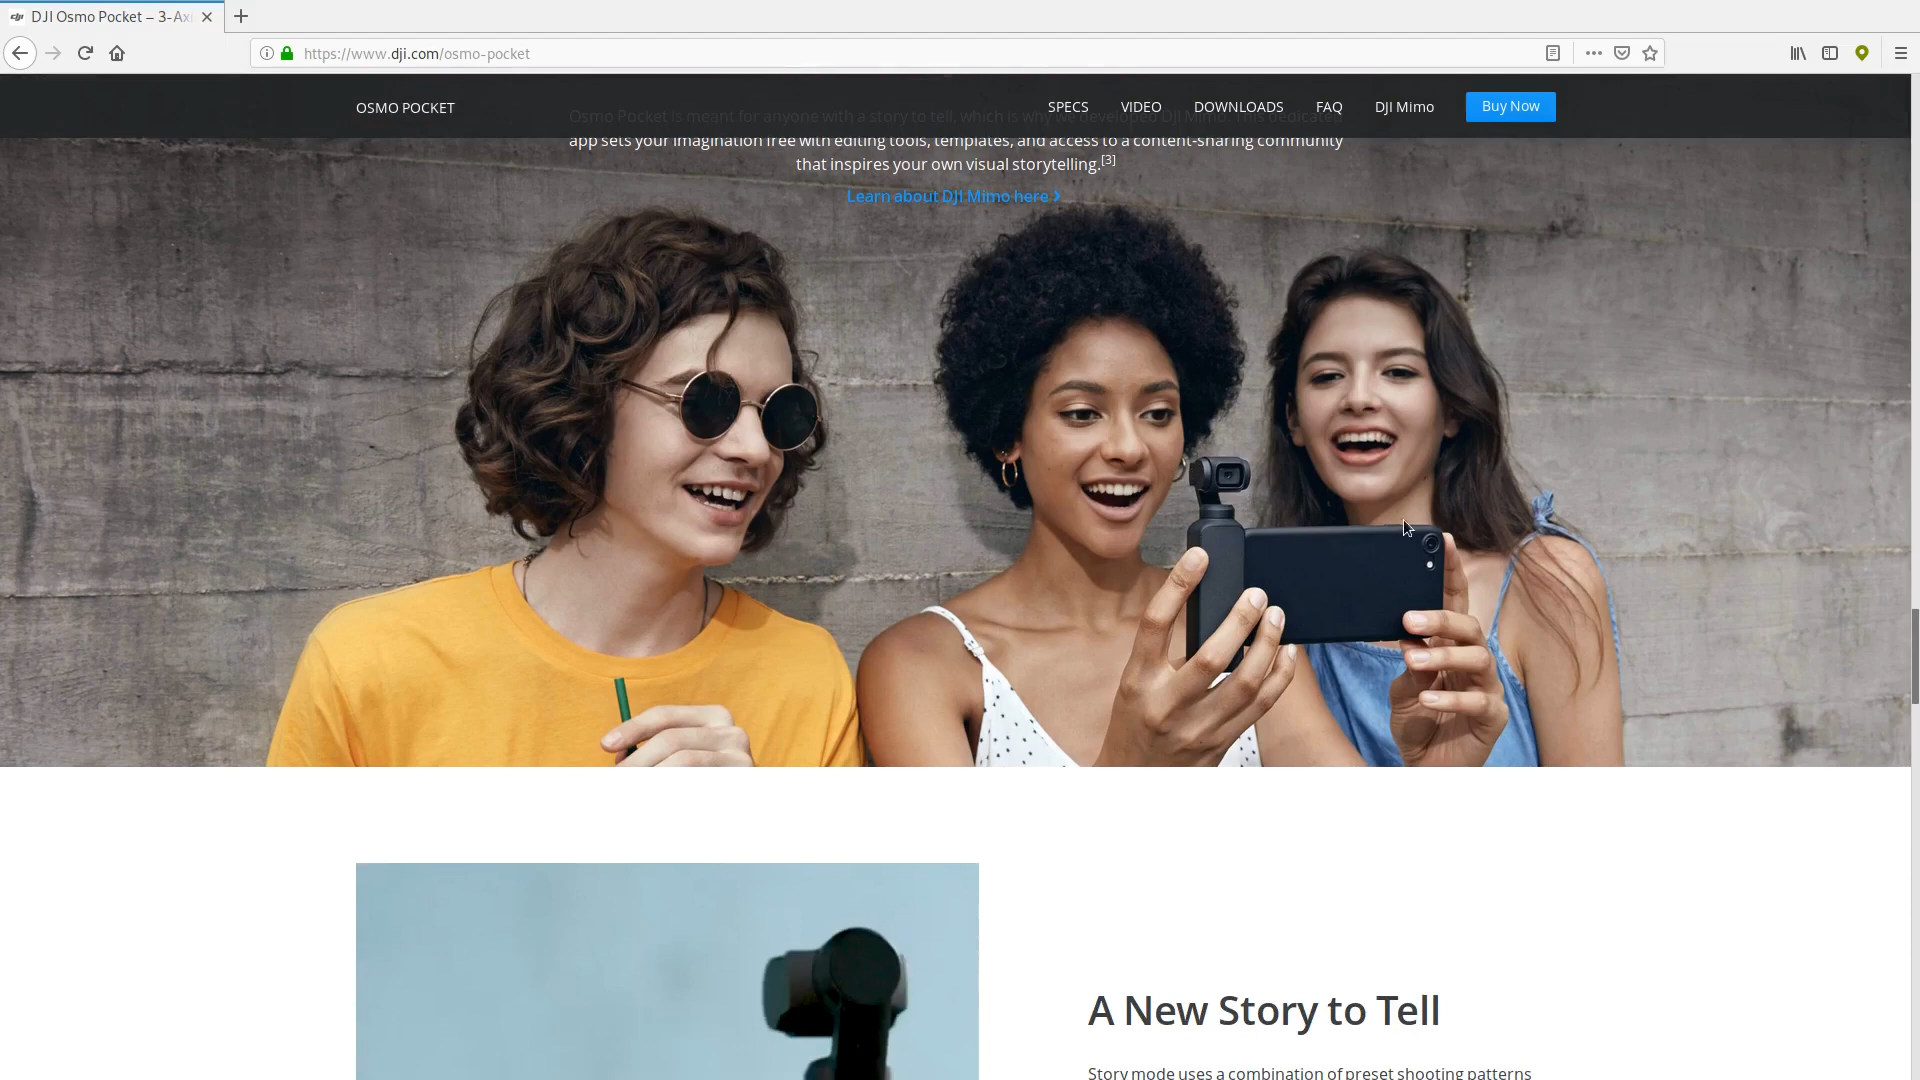 DJI Osmo Pocket – 3-Ax
https://www.dji.com/osmo-pocket
OSMO POCKET
SPECS
VIDEO
DOWNLOADS
FAQ
DJI Mimo
Buy Now
Osmo Pocket is meant for anyone with a story to tell, which is why we developed DJI Mimo. This dedicated
app sets your imagination free with editing tools, templates, and access to a content-sharing community
that inspires your own visual storytelling.[3]
Learn about DJI Mimo here
A New Story to Tell
Story mode uses a combination of preset shooting patterns